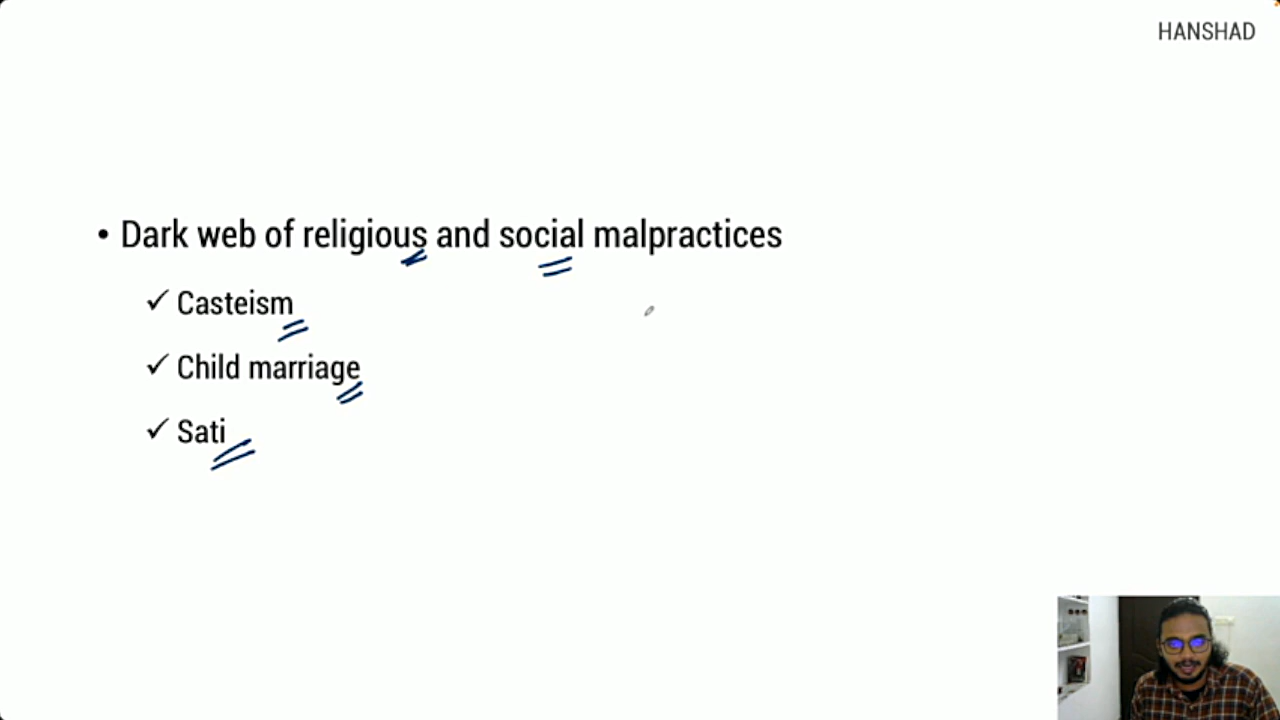 HANSHAD
• Dark web of religious and social malpractices
✓ Casteism
✓ Child marriage
✓ Sati